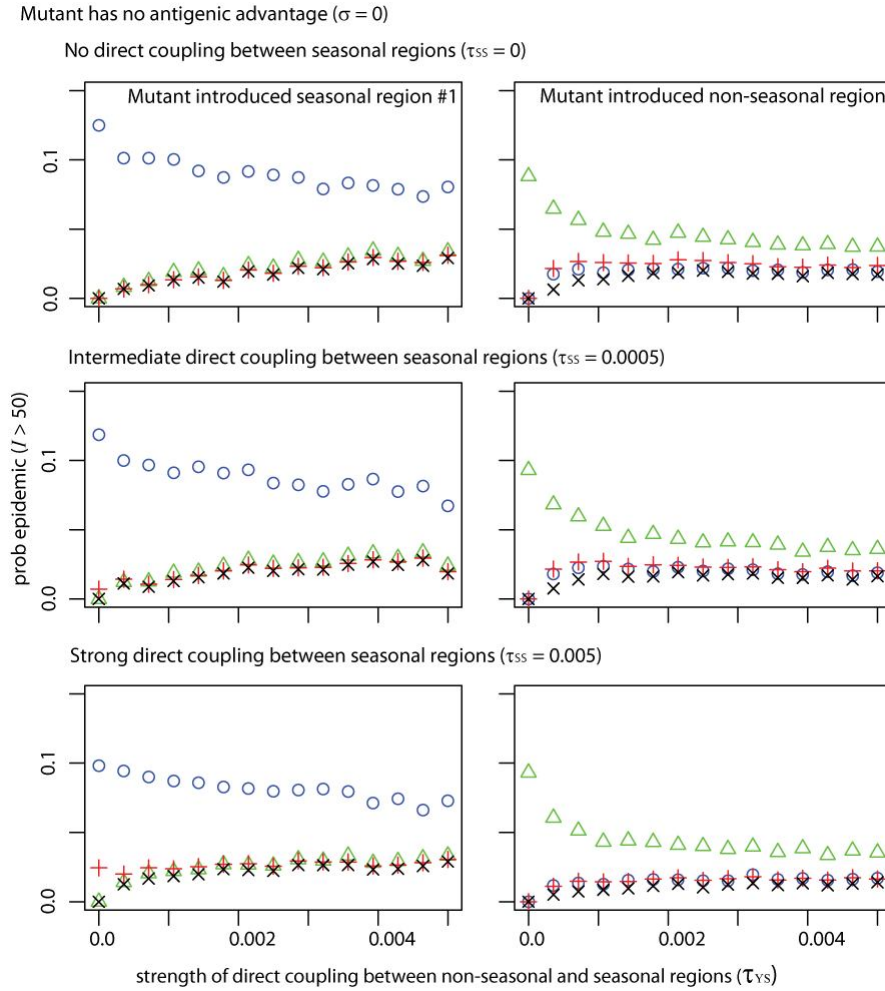 Mutant has no antigenic advantage (σ = 0)
No direct coupling between seasonal regions (τSS = 0)
Mutant introduced seasonal region #1
Mutant introduced non-seasonal region
0.1
0.0
Intermediate direct coupling between seasonal regions (τSS = 0.0005)
0.1
0.0
prob epidemic (I > 50)
Strong direct coupling between seasonal regions (τSS = 0.005)
0.1
0.0
0.0 0.002 0.004 0.0 0.002 0.004
strength of direct coupling between non-seasonal and seasonal regions (τYS)